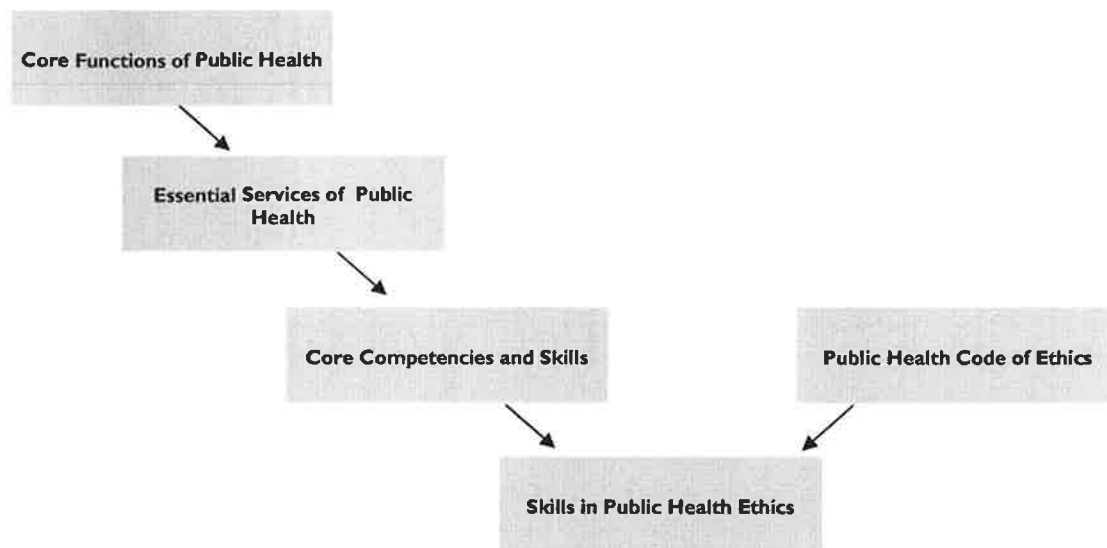 Core Functions of Public Health
Essential Services of Public
Health
Core Competencies and Skills
Public Health Code of Ethics
Skills in Public Health Ethics